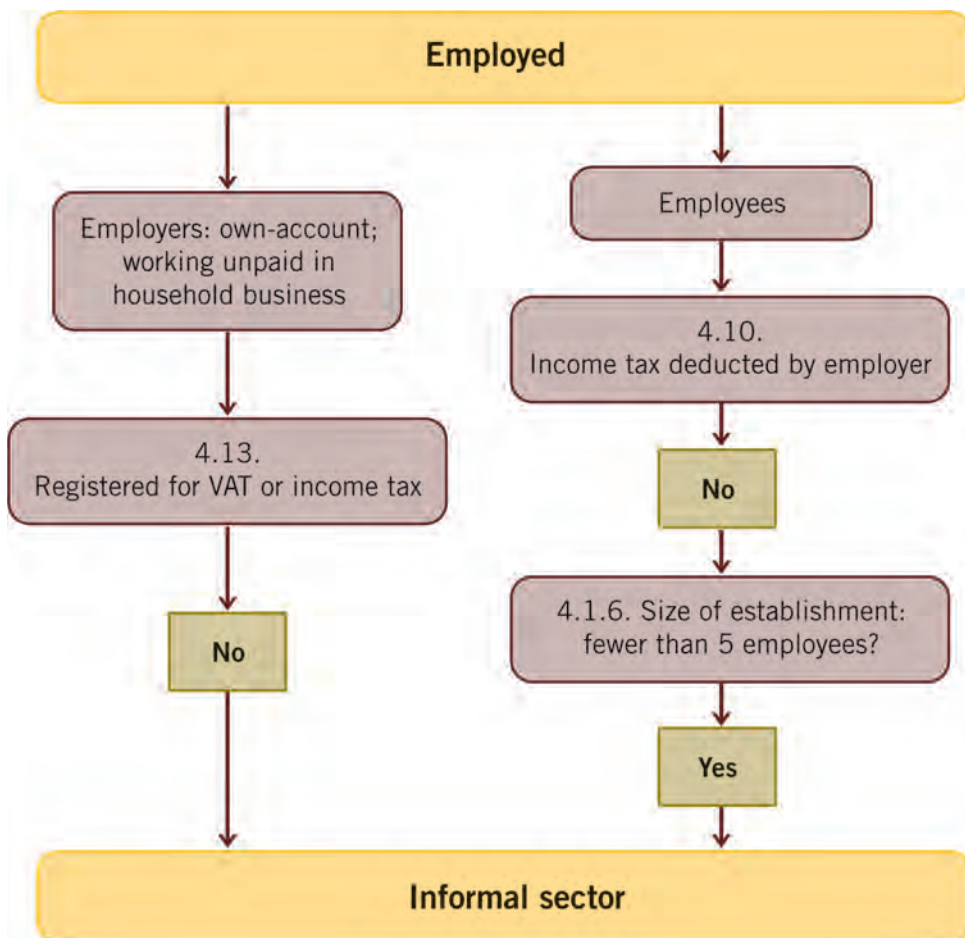 Employed
Employers: own-account;
working unpaid in
household business
4.13.
Registered for VAT or income tax
No
Employees
4.10.
Income tax deducted by employer
No
4.1.6. Size of establishment:
fewer than 5 employees?
Yes
Informal sector